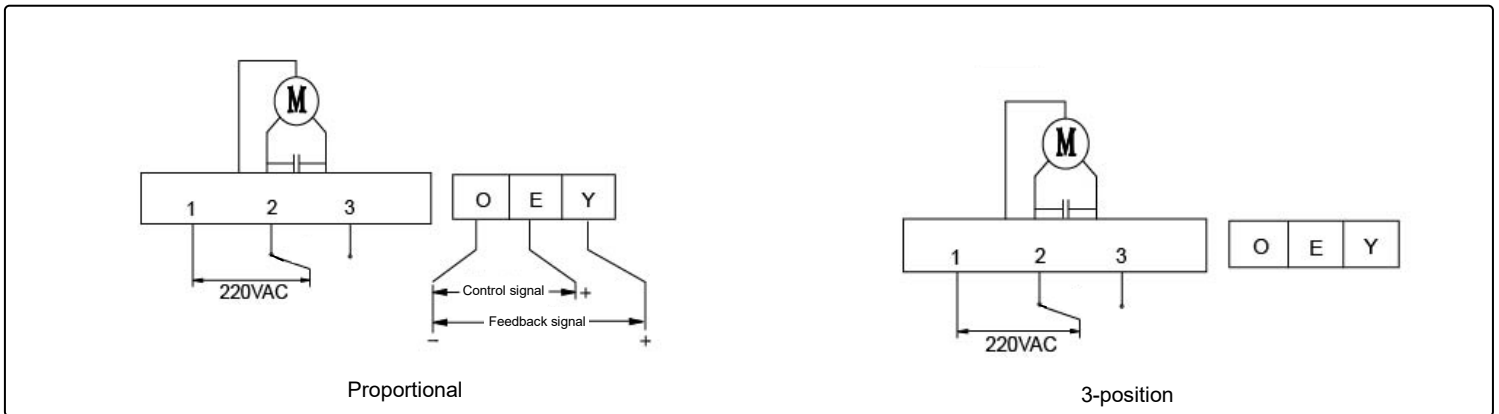 M
1 2 3
O E Y
220VAC
Control signal +
Feedback signal
− +
Proportional
M
1 2 3
O E Y
220VAC
3-position